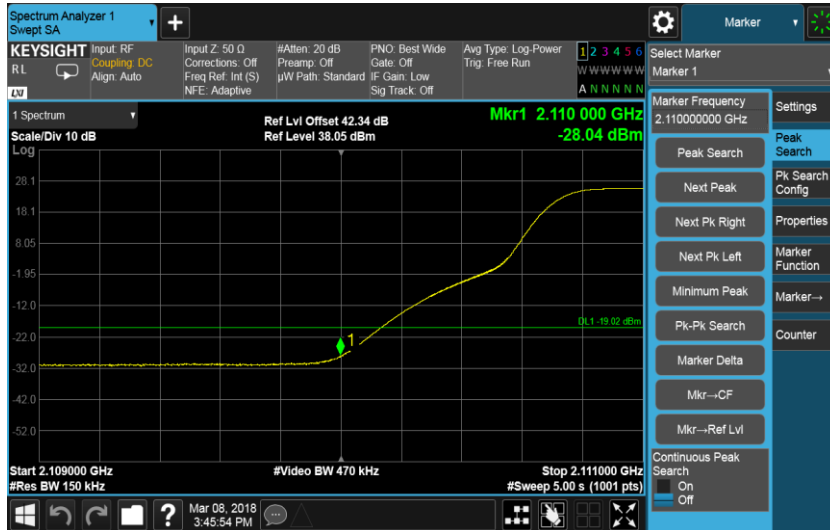 Spectrum Analyzer 1
Swept SA
+
Marker
KEYSIGHT
RL
LXI
Input: RF
Coupling: DC
Align: Auto
Input Z: 50 Ω
Corrections: Off
Freq Ref: Int (S)
NFE: Adaptive
#Atten: 20 dB
Preamp: Off
µW Path: Standard
PNO: Best Wide
Gate: Off
IF Gain: Low
Sig Track: Off
Avg Type: Log-Power
Trig: Free Run
1 2 3 4 5 6
W W W W W W
A N N N N N
Select Marker
Marker 1
1 Spectrum
Scale/Div 10 dB
Log
Ref Lvl Offset 42.34 dB
Ref Level 38.05 dBm
Mkr1 2.110 000 GHz
-28.04 dBm
28.1
18.1
8.05
-1.95
-12.0
-22.0
-32.0
-42.0
-52.0
DL1 -19.02 dBm
1
Start 2.109000 GHz
#Res BW 150 kHz
#Video BW 470 kHz
Stop 2.111000 GHz
#Sweep 5.00 s (1001 pts)
Marker Frequency
2.110000000 GHz
Peak Search
Next Peak
Next Pk Right
Next Pk Left
Minimum Peak
Pk-Pk Search
Marker Delta
Mkr→CF
Mkr→Ref Lvl
Continuous Peak
Search
On
Off
Settings
Peak
Search
Pk Search
Config
Properties
Marker
Function
Marker→
Counter
?
Mar 08, 2018
3:45:54 PM